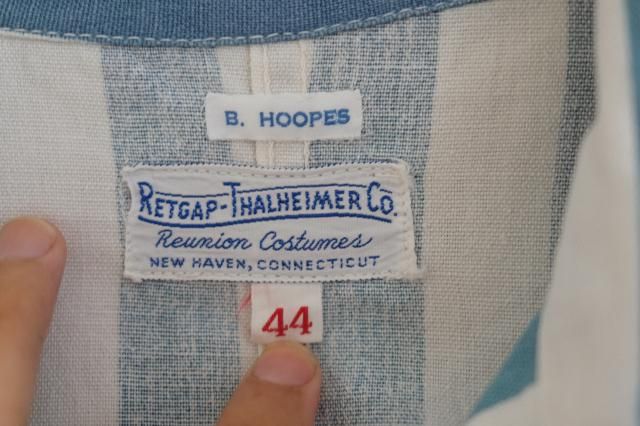 B. HOOPES
RETGAP-THALHEIMER CO.
Reunion Costumes
NEW HAVEN, CONNECTICUT
44